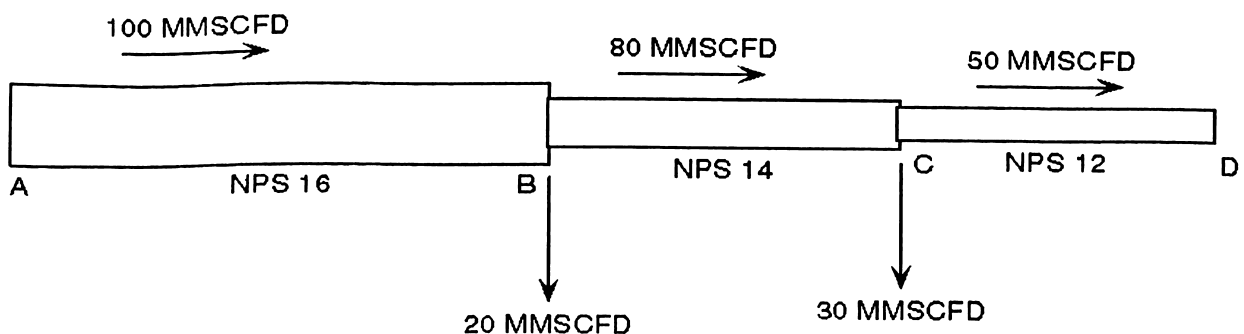 100 MMSCFD
80 MMSCFD
50 MMSCFD
A
NPS 16
B
NPS 14
C
NPS 12
D
20 MMSCFD
30 MMSCFD